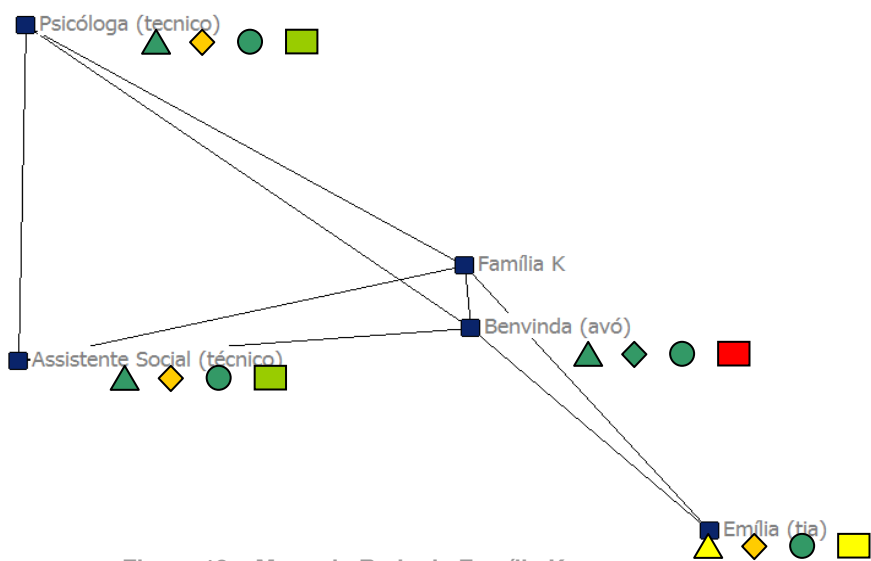 Psicóloga (tecnico)
Família K
Benvinda (avó)
Assistente Social (técnico)
Emília (tia)